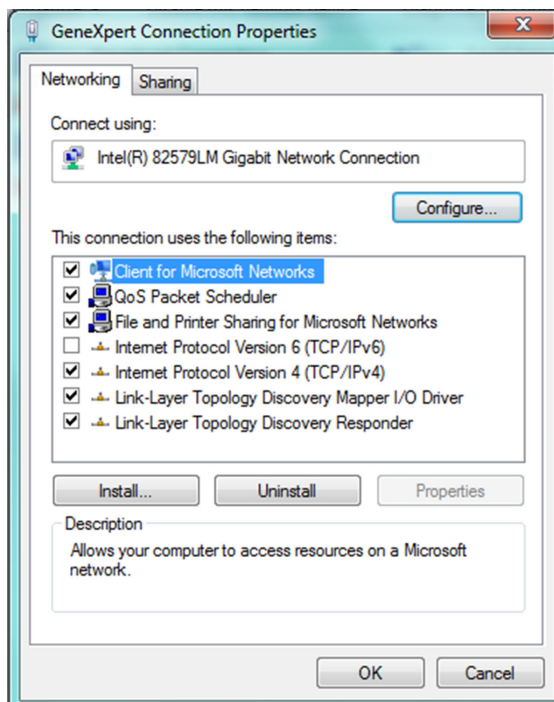 GeneXpert Connection Properties
Networking
Sharing
Connect using:
Intel(R) 82579LM Gigabit Network Connection
Configure...
This connection uses the following items:
Client for Microsoft Networks
QoS Packet Scheduler
File and Printer Sharing for Microsoft Networks
Internet Protocol Version 6 (TCP/IPv6)
Internet Protocol Version 4 (TCP/IPv4)
Link-Layer Topology Discovery Mapper I/O Driver
Link-Layer Topology Discovery Responder
Install...
Uninstall
Properties
Description
Allows your computer to access resources on a Microsoft
network.
OK
Cancel